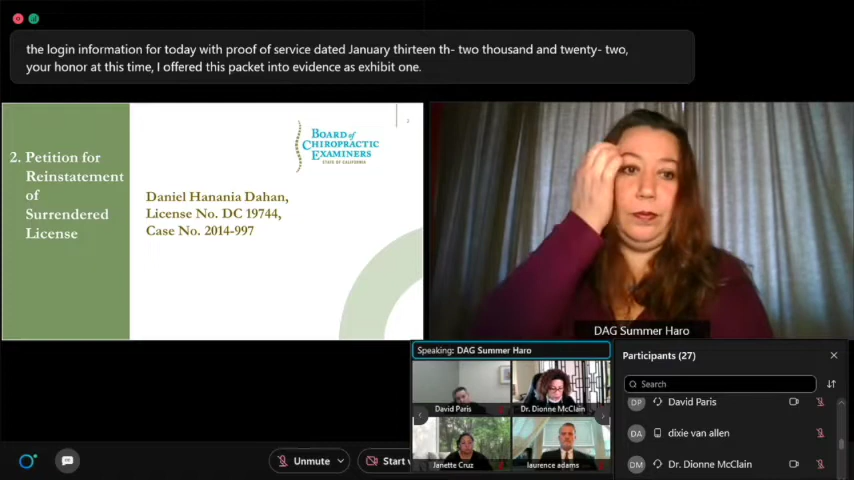 the login information for today with proof of service dated January thirteen th- two thousand and twenty- two,
your honor at this time, I offered this packet into evidence as exhibit one.
2. Petition for
Reinstatement
of
Surrendered
License
2
BOARD of
CHIROPRACTIC
EXAMINERS
STATE OF CALIFORNIA
Daniel Hanania Dahan,
License No. DC 19744,
Case No. 2014-997
DAG Summer Haro
Speaking: DAG Summer Haro
David Paris
Dr. Dionne McClain
Janette Cruz
laurence adams
Participants (27)
Search
DP David Paris
DA dixie van allen
DM Dr. Dionne McClain
Unmute
Start